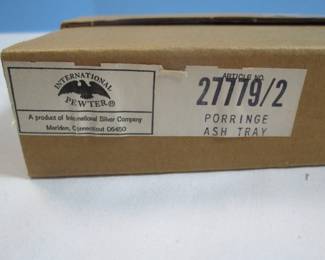 INTERNATIONAL
PEWTER®
A product of International Silver Company
Meriden, Connecticut 06450
ARTICLE NO.
27779/2
PORRINGE
ASH TRAY